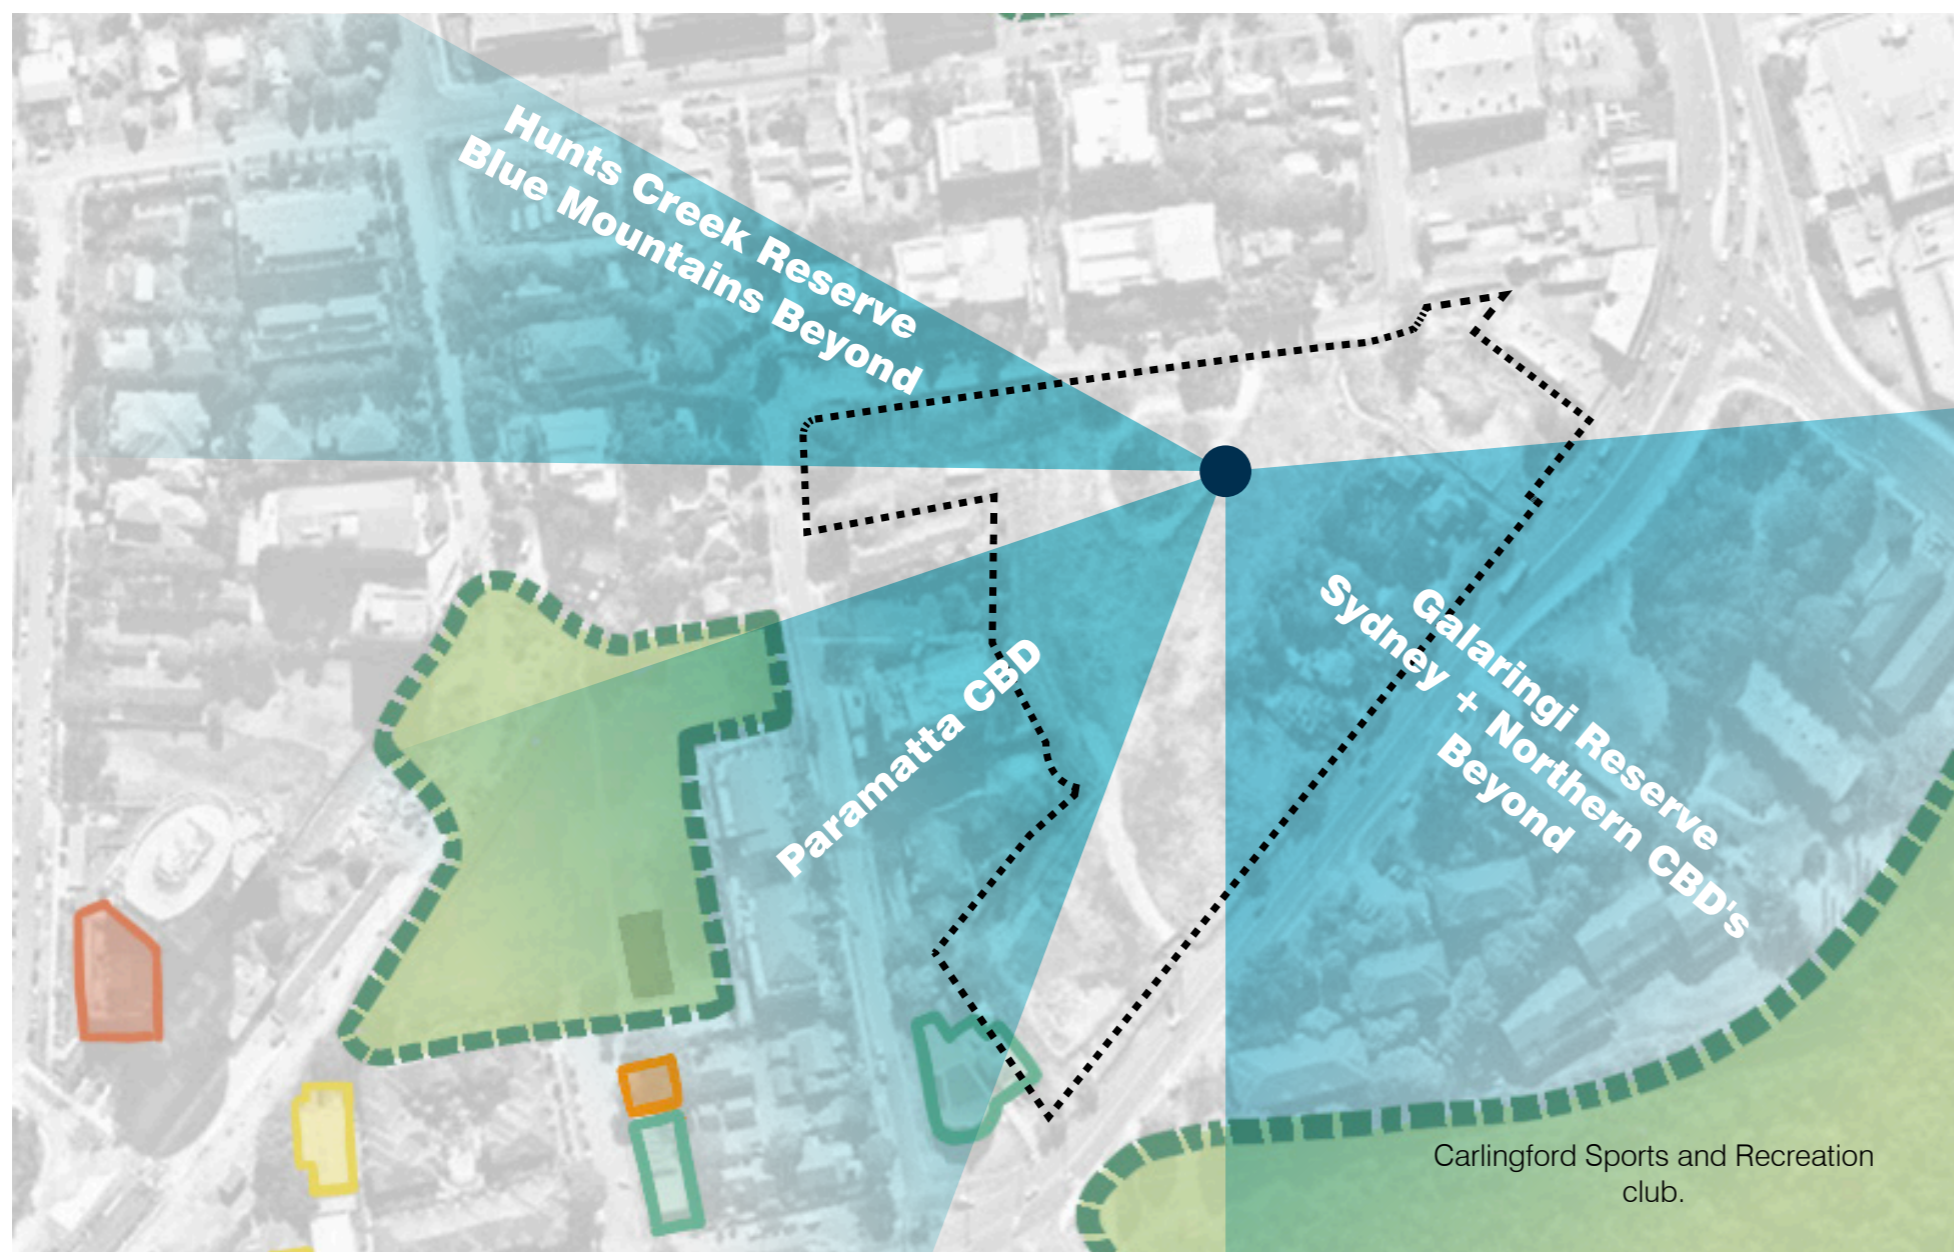 Hunts Creek Reserve
Blue Mountains Beyond
Paramatta CBD
Galaringi Reserve
Sydney + Northern CBD's
Beyond
Carlingford Sports and Recreation
club.